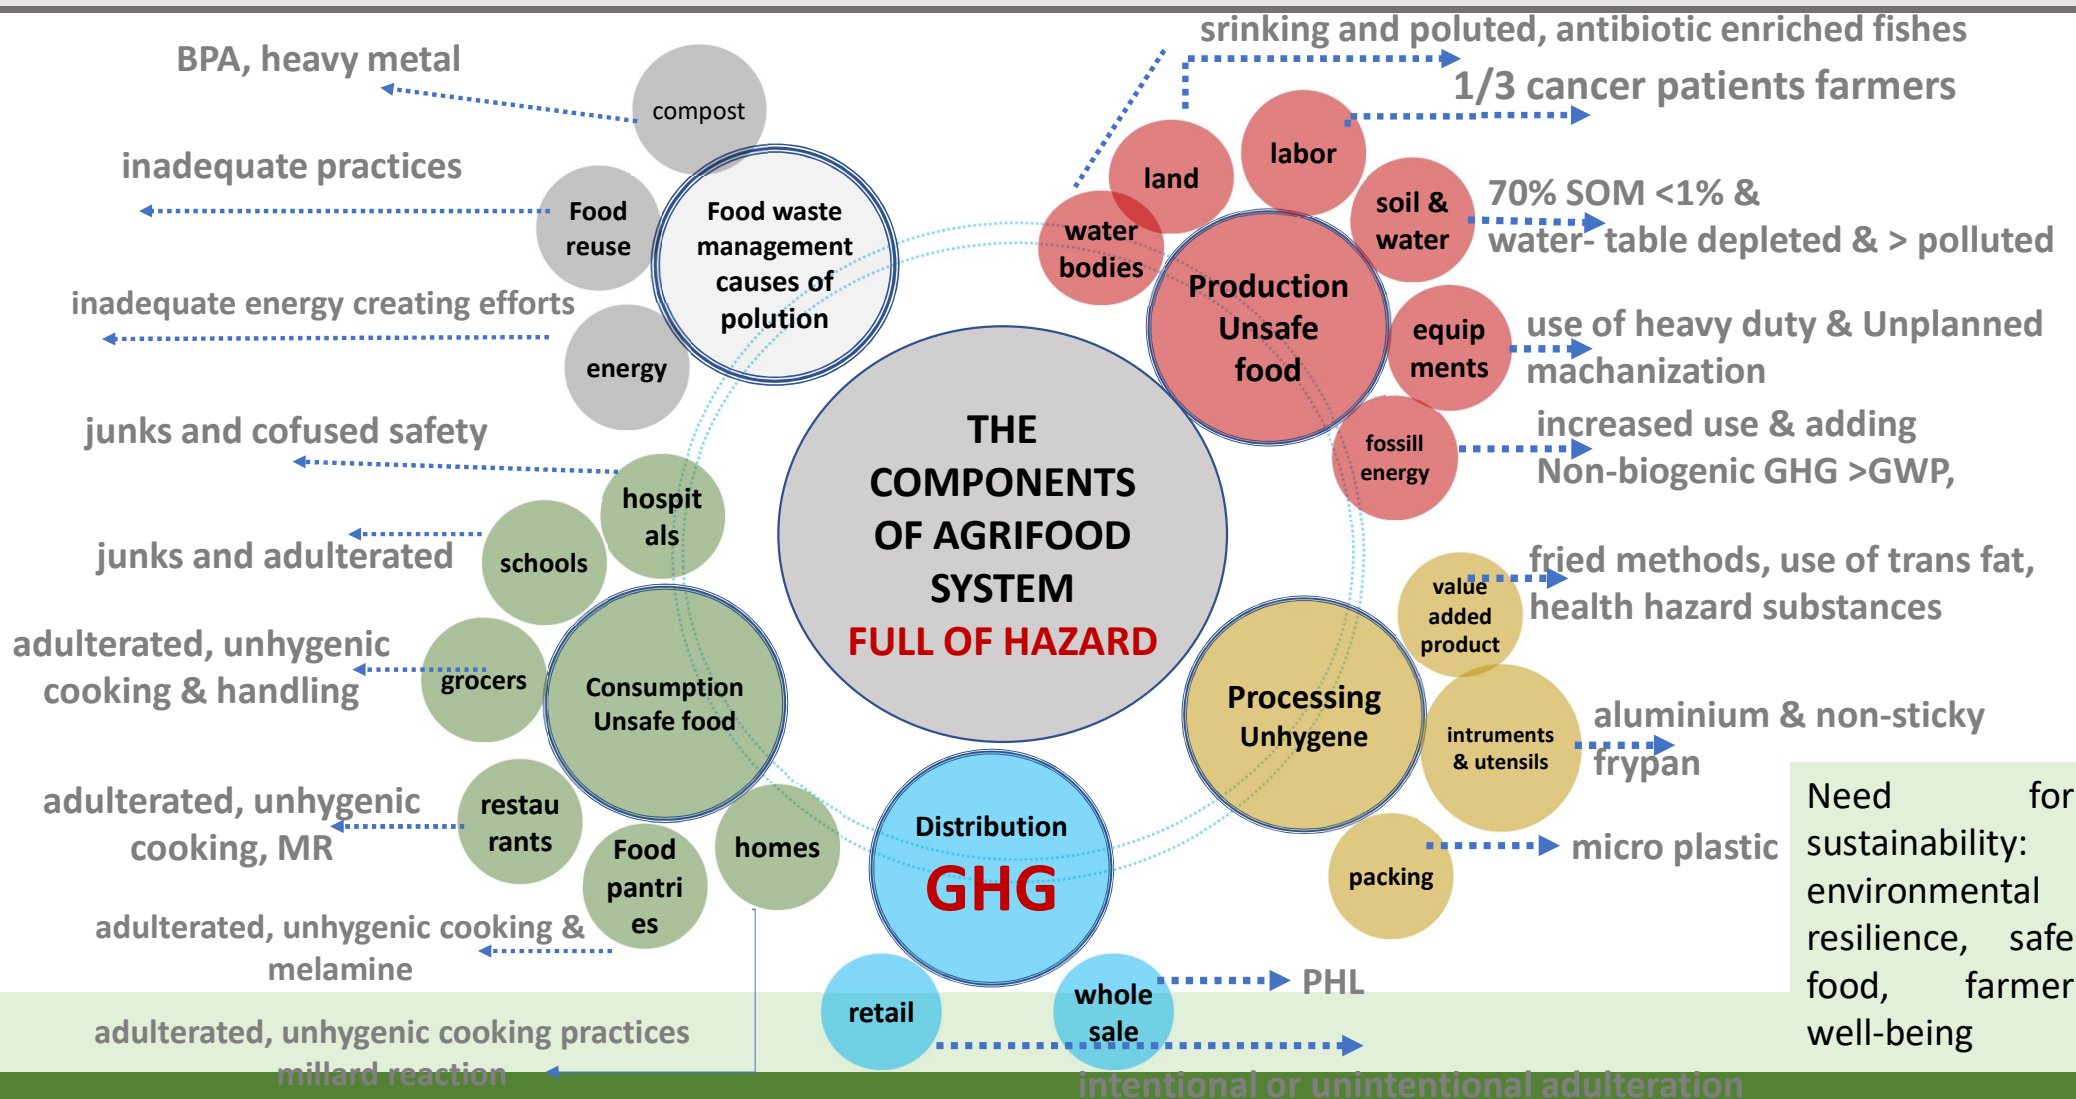 srinking and poluted, antibiotic enriched fishes
1/3 cancer patients farmers
BPA, heavy metal
compost
inadequate practices
Food
reuse
inadequate energy creating efforts
energy
Food waste
management
causes of
polution
water
bodies
land
labor
soil &
water
70% SOM <1% &
water- table depleted & > polluted
Production
Unsafe
food
equip
ments
use of heavy duty & Unplanned
machanization
fossill
energy
increased use & adding
Non-biogenic GHG >GWP,
THE
COMPONENTS
OF AGRIFOOD
SYSTEM
FULL OF HAZARD
junks and cofused safety
hospit
als
junks and adulterated
schools
adulterated, unhygenic
cooking & handling
grocers
Consumption
Unsafe food
adulterated, unhygenic
cooking, MR
restau
rants
Food
pantri
es
homes
adulterated, unhygenic cooking &
melamine
adulterated, unhygenic cooking practices
millard reaction
value
added
product
fried methods, use of trans fat,
health hazard substances
Processing
Unhygene
intruments
& utensils
aluminium & non-sticky
frypan
packing
micro plastic
Distribution
GHG
retail
whole
sale
PHL
intentional or unintentional adulteration
Need for
sustainability:
environmental
resilience, safe
food, farmer
well-being